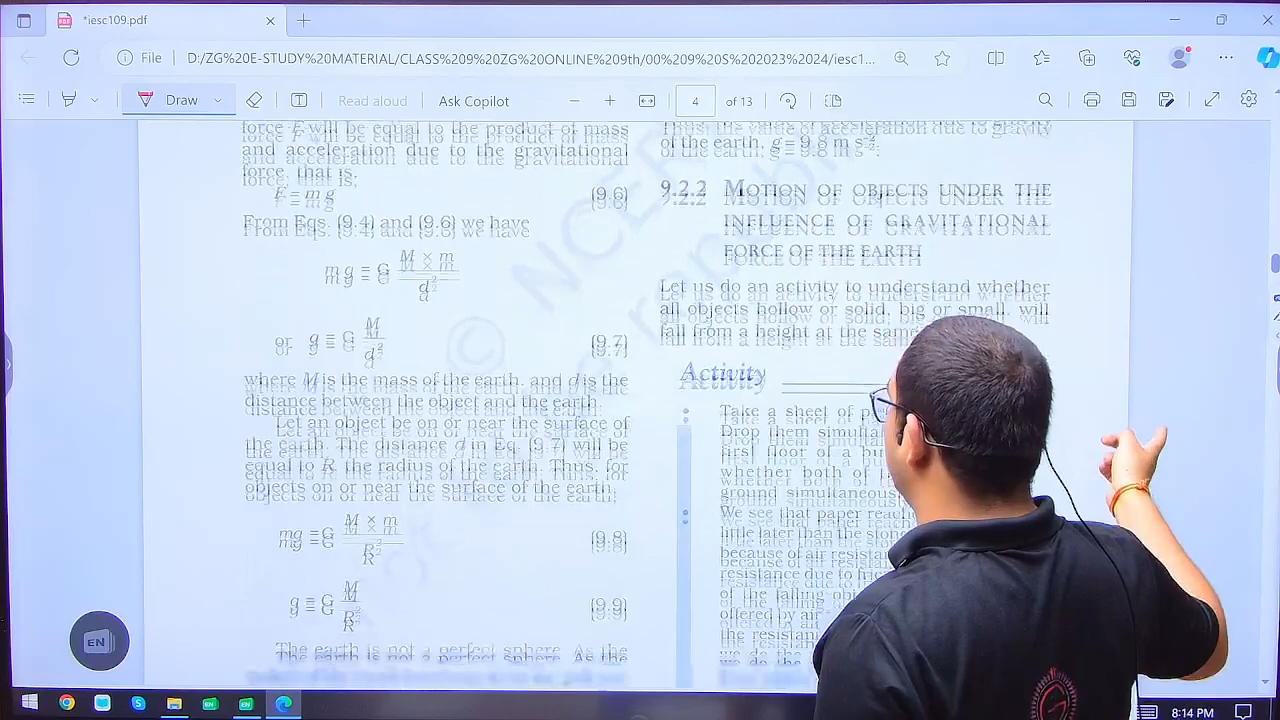 *iesc109.pdf
File
D:/ZG%20E-STUDY%20MATERIAL/CLASS%209%20ZG%20ONLINE%209th/00%209%20S%202023%2024/iesc1...
Draw
Read aloud
Ask Copilot
4 of 13
force F will be equal to the product of mass
and acceleration due to the gravitational
force, that is,
F = m g (9.6)
From Eqs. (9.4) and (9.6) we have
m g = G M × m / d² 
or g = G M / d² (9.7)
where M is the mass of the earth, and d is the
distance between the object and the earth.
Let an object be on or near the surface of
the earth. The distance d in Eq. (9.7) will be
equal to R, the radius of the earth. Thus, for
objects on or near the surface of the earth,
mg = G M × m / R² (9.8)
g = G M / R² (9.9)
The earth is not a perfect sphere. As the
Thus the value of acceleration due to gravity
of the earth, g = 9.8 m s⁻².
9.2.2 MOTION OF OBJECTS UNDER THE
INFLUENCE OF GRAVITATIONAL
FORCE OF THE EARTH
Let us do an activity to understand whether
all objects hollow or solid, big or small, will
fall from a height at the same
Activity
Take a sheet of
Drop them simultan
first floor of a
whether both of
ground simultaneous
We see that paper reac
little later than the ston
because of air resista
resistance due to fric
of the falling obj
offered by air
the resistan
we do the
© NCE
EN
8:14 PM